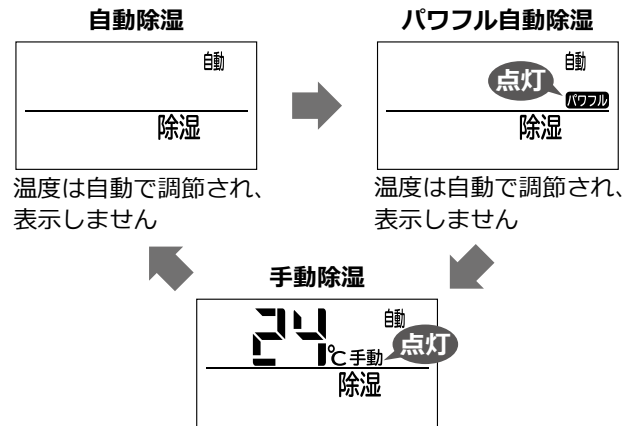 自動除湿
自動
除湿
温度は自動で調節され、
表示しません
パワフル自動除湿
自動
点灯
パワフル
除湿
温度は自動で調節され、
表示しません
手動除湿
自動
24℃手動
点灯
除湿